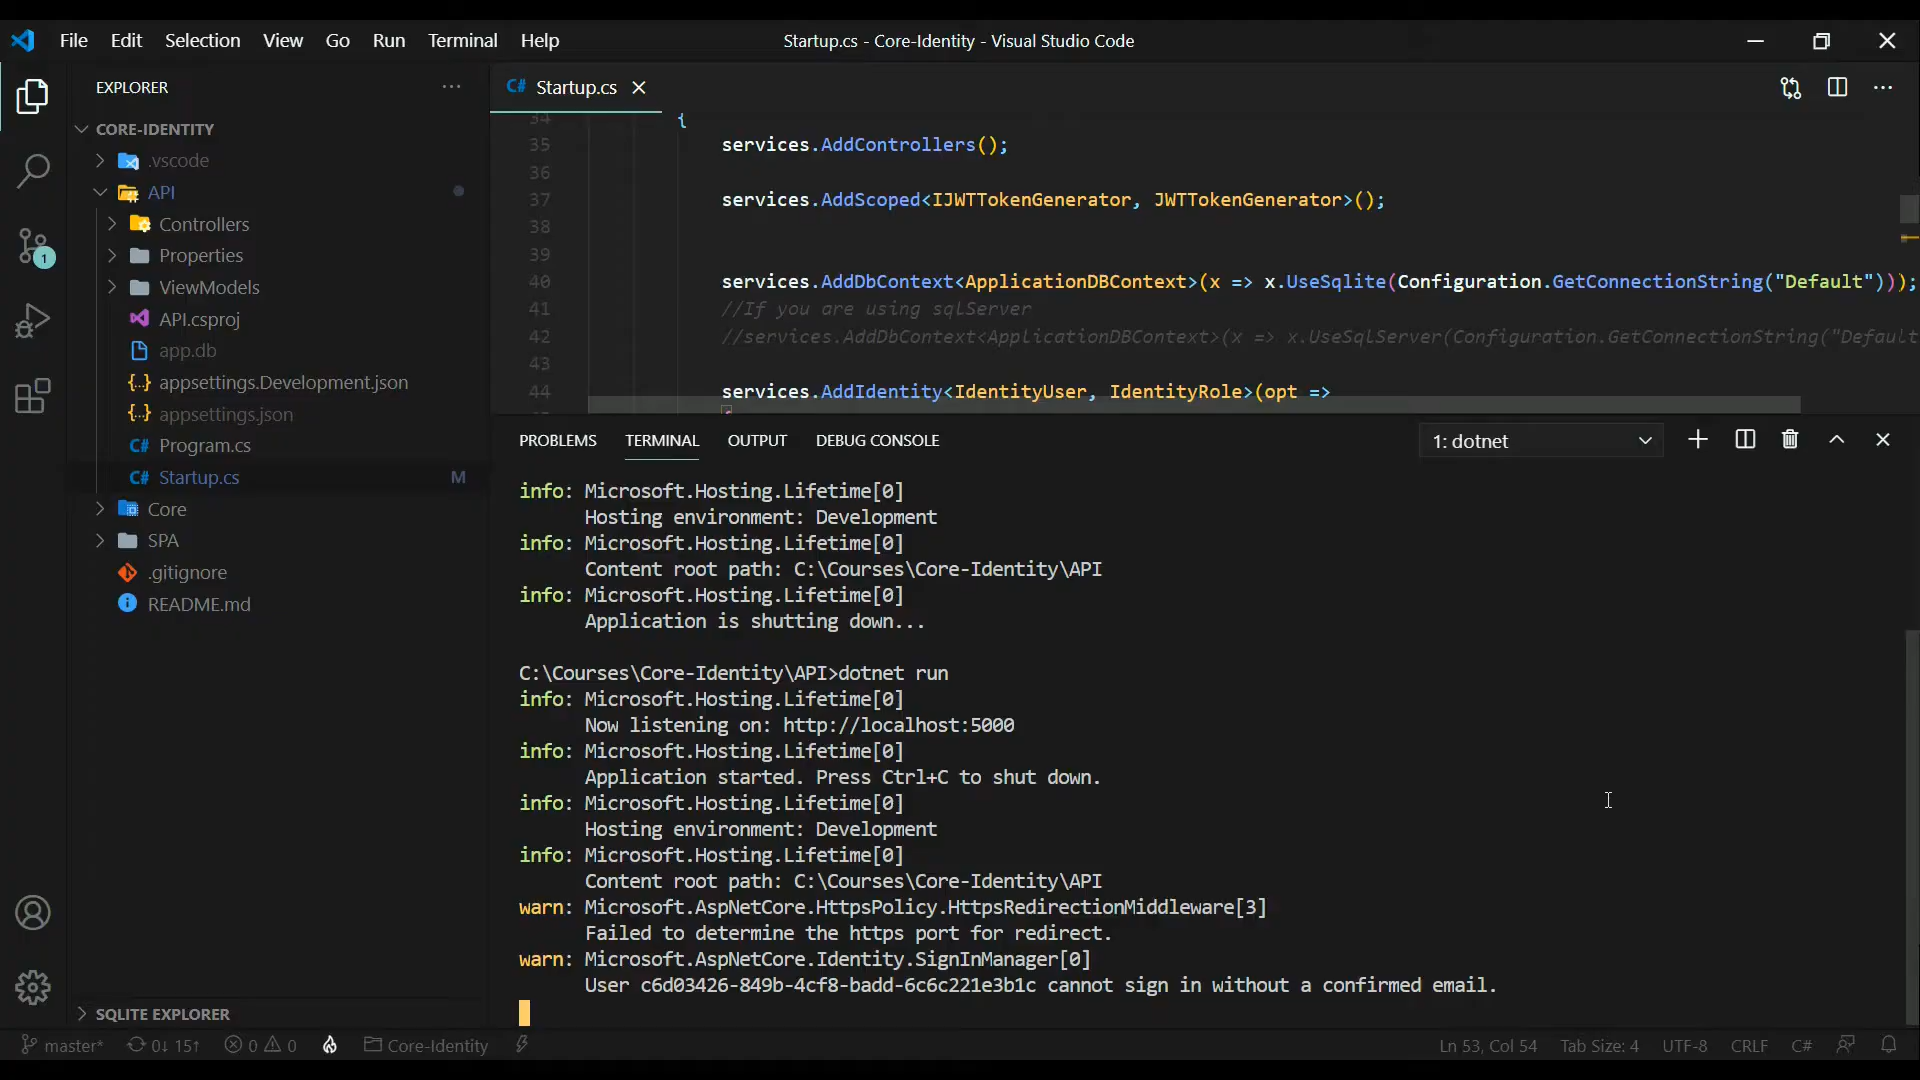 File Edit Selection View Go Run Terminal Help
Startup.cs - Core-Identity - Visual Studio Code
EXPLORER
CORE-IDENTITY
.vscode
API
Controllers
Properties
ViewModels
API.csproj
app.db
appsettings.Development.json
appsettings.json
Program.cs
Startup.cs M
Core
SPA
.gitignore
README.md
SQLITE EXPLORER
1
C# Startup.cs
34 {
35 services.AddControllers();
36
37 services.AddScoped<IJWTTokenGenerator, JWTTokenGenerator>();
38
39
40 services.AddDbContext<ApplicationDBContext>(x => x.UseSqlite(Configuration.GetConnectionString("Default")));
41 //If you are using sqlServer
42 //services.AddDbContext<ApplicationDBContext>(x => x.UseSqlServer(Configuration.GetConnectionString("Default
43
44 services.AddIdentity<IdentityUser, IdentityRole>(opt =>
PROBLEMS TERMINAL OUTPUT DEBUG CONSOLE
1: dotnet
info: Microsoft.Hosting.Lifetime[0]
Hosting environment: Development
info: Microsoft.Hosting.Lifetime[0]
Content root path: C:\Courses\Core-Identity\API
info: Microsoft.Hosting.Lifetime[0]
Application is shutting down...
C:\Courses\Core-Identity\API>dotnet run
info: Microsoft.Hosting.Lifetime[0]
Now listening on: http://localhost:5000
info: Microsoft.Hosting.Lifetime[0]
Application started. Press Ctrl+C to shut down.
info: Microsoft.Hosting.Lifetime[0]
Hosting environment: Development
info: Microsoft.Hosting.Lifetime[0]
Content root path: C:\Courses\Core-Identity\API
warn: Microsoft.AspNetCore.HttpsPolicy.HttpsRedirectionMiddleware[3]
Failed to determine the https port for redirect.
warn: Microsoft.AspNetCore.Identity.SignInManager[0]
User c6d03426-849b-4cf8-badd-6c6c221e3b1c cannot sign in without a confirmed email.
master* 0↓ 15↑ 0 0 Core-Identity
Ln 53, Col 54 Tab Size: 4 UTF-8 CRLF C#